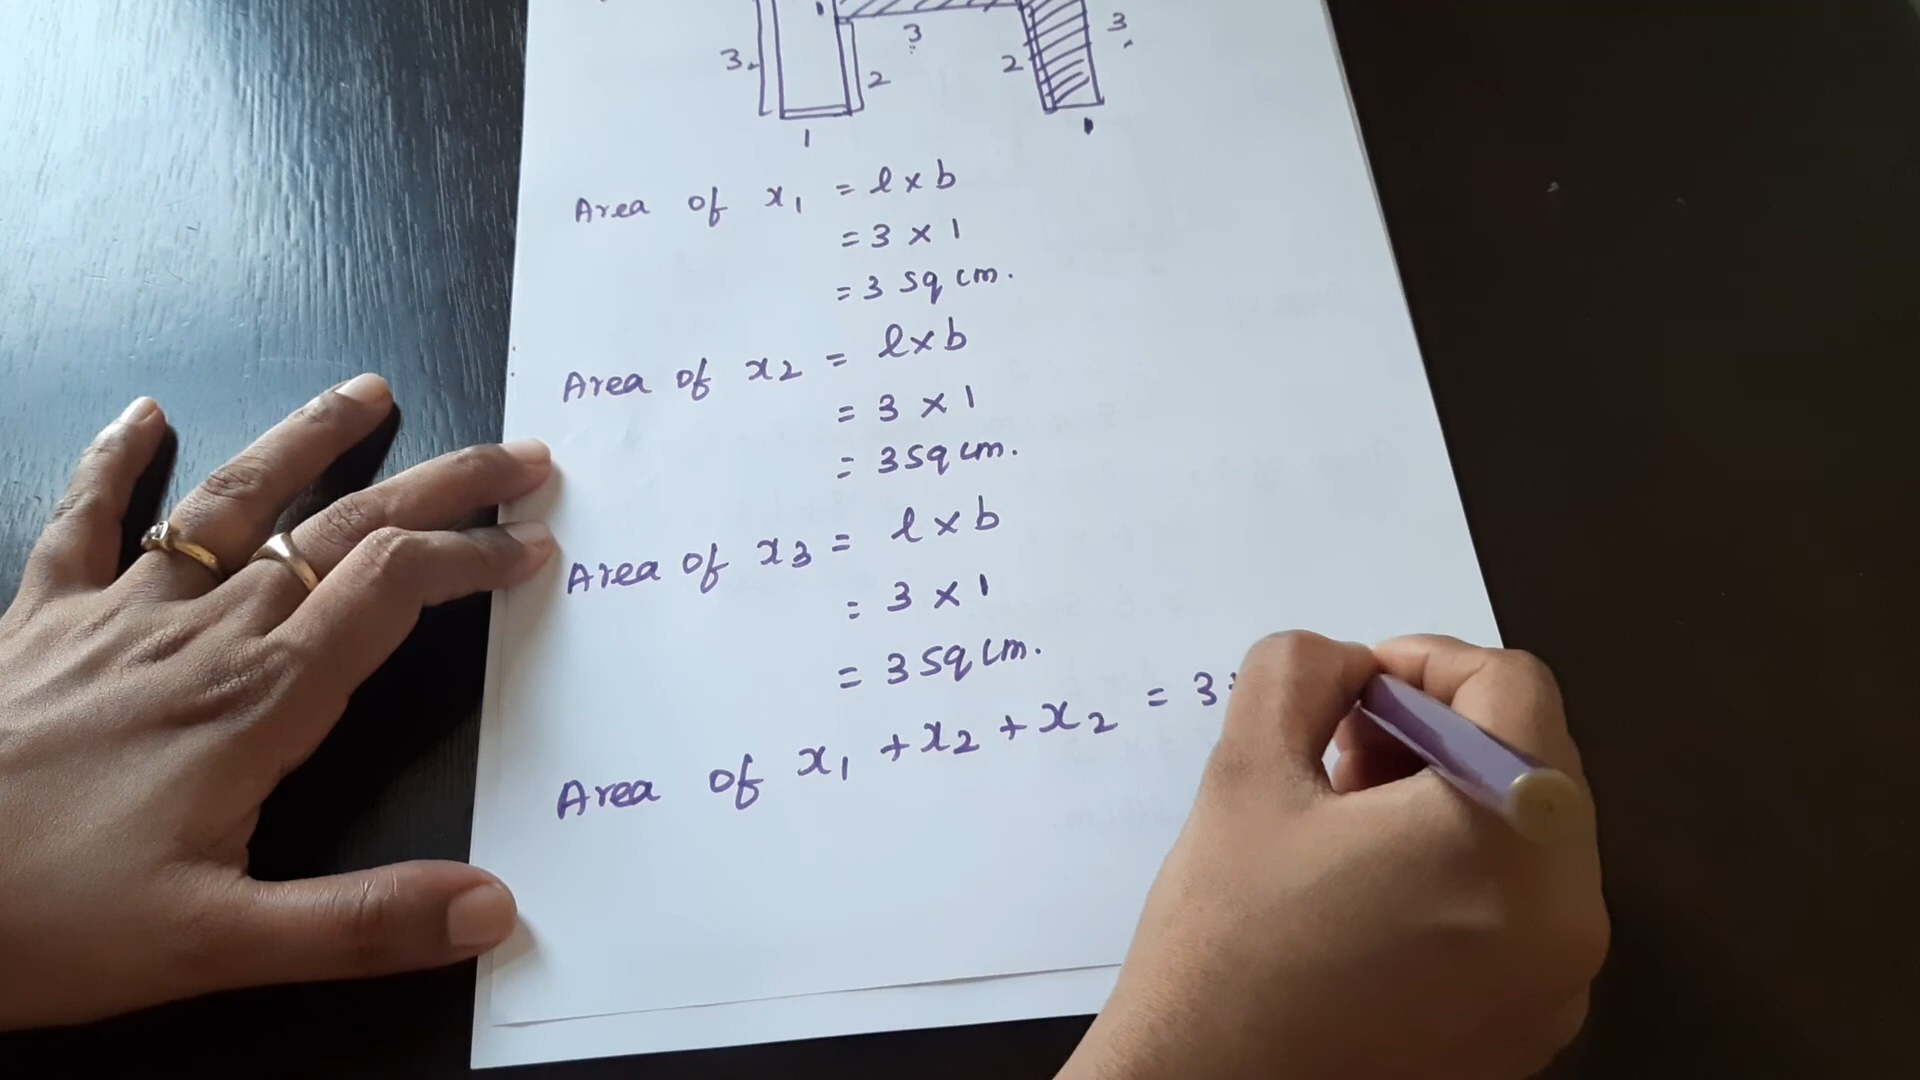 3
3. 3
2 2
1
Area of x₁ = l x b
= 3 x 1
= 3 sq cm.
Area of x2 = l x b
= 3 x 1
= 3 sq cm.
Area of x3 = l x b
= 3 x 1
= 3 sq cm.
Area of x₁ + x2 + x2 = 3